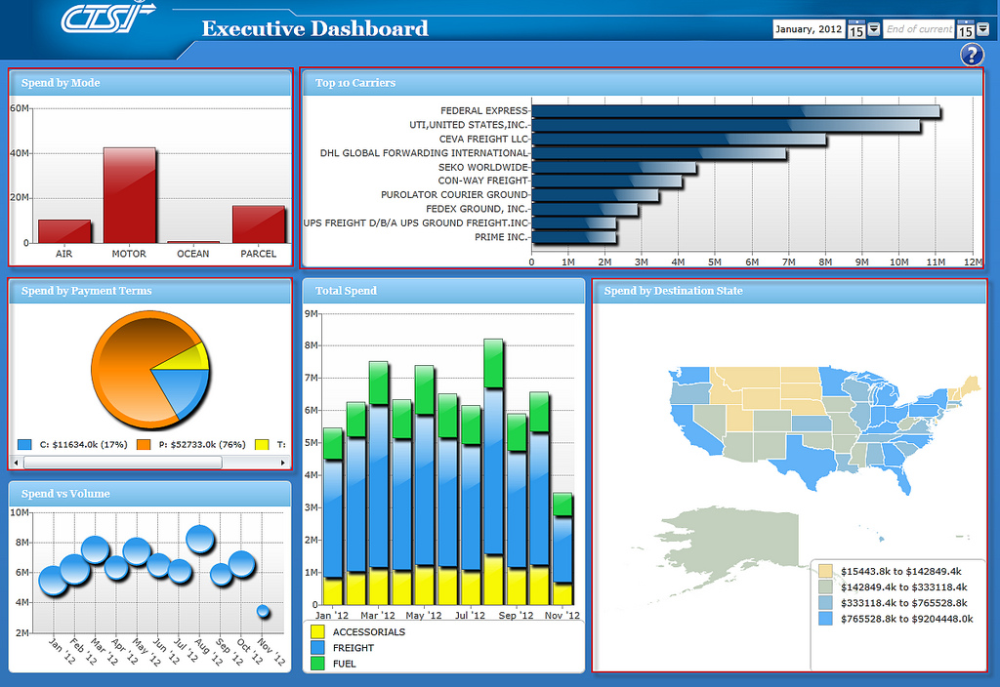 CTSI
Executive Dashboard
January, 2012
15
End of current
15
?
Spend by Mode
60M
40M
20M
0
AIR
MOTOR
OCEAN
PARCEL
Top 10 Carriers
FEDERAL EXPRESS
UTI,UNITED STATES,INC.
CEVA FREIGHT LLC
DHL GLOBAL FORWARDING INTERNATIONAL
SEKO WORLDWIDE
CON-WAY FREIGHT
PUROLATOR COURIER GROUND
FEDEX GROUND, INC.
UPS FREIGHT D/B/A UPS GROUND FREIGHT.INC
PRIME INC.
0 1M 2M 3M 4M 5M 6M 7M 8M 9M 10M 11M 12M
Spend by Payment Terms
C: $11634.0k (17%) P: $52733.0k (76%) T:
Spend vs Volume
10M
8M
6M
4M
2M
Jan '12
Feb '12
Mar '12
Apr '12
May '12
Jun '12
Jul '12
Aug '12
Sep '12
Oct '12
Nov '12
Total Spend
9M
8M
7M
6M
5M
4M
3M
2M
1M
0
Jan '12 Mar '12 May '12 Jul '12 Sep '12 Nov '12
ACCESSORIALS
FREIGHT
FUEL
Spend by Destination State
$15443.8k to $142849.4k
$142849.4k to $333118.4k
$333118.4k to $765528.8k
$765528.8k to $9204448.0k